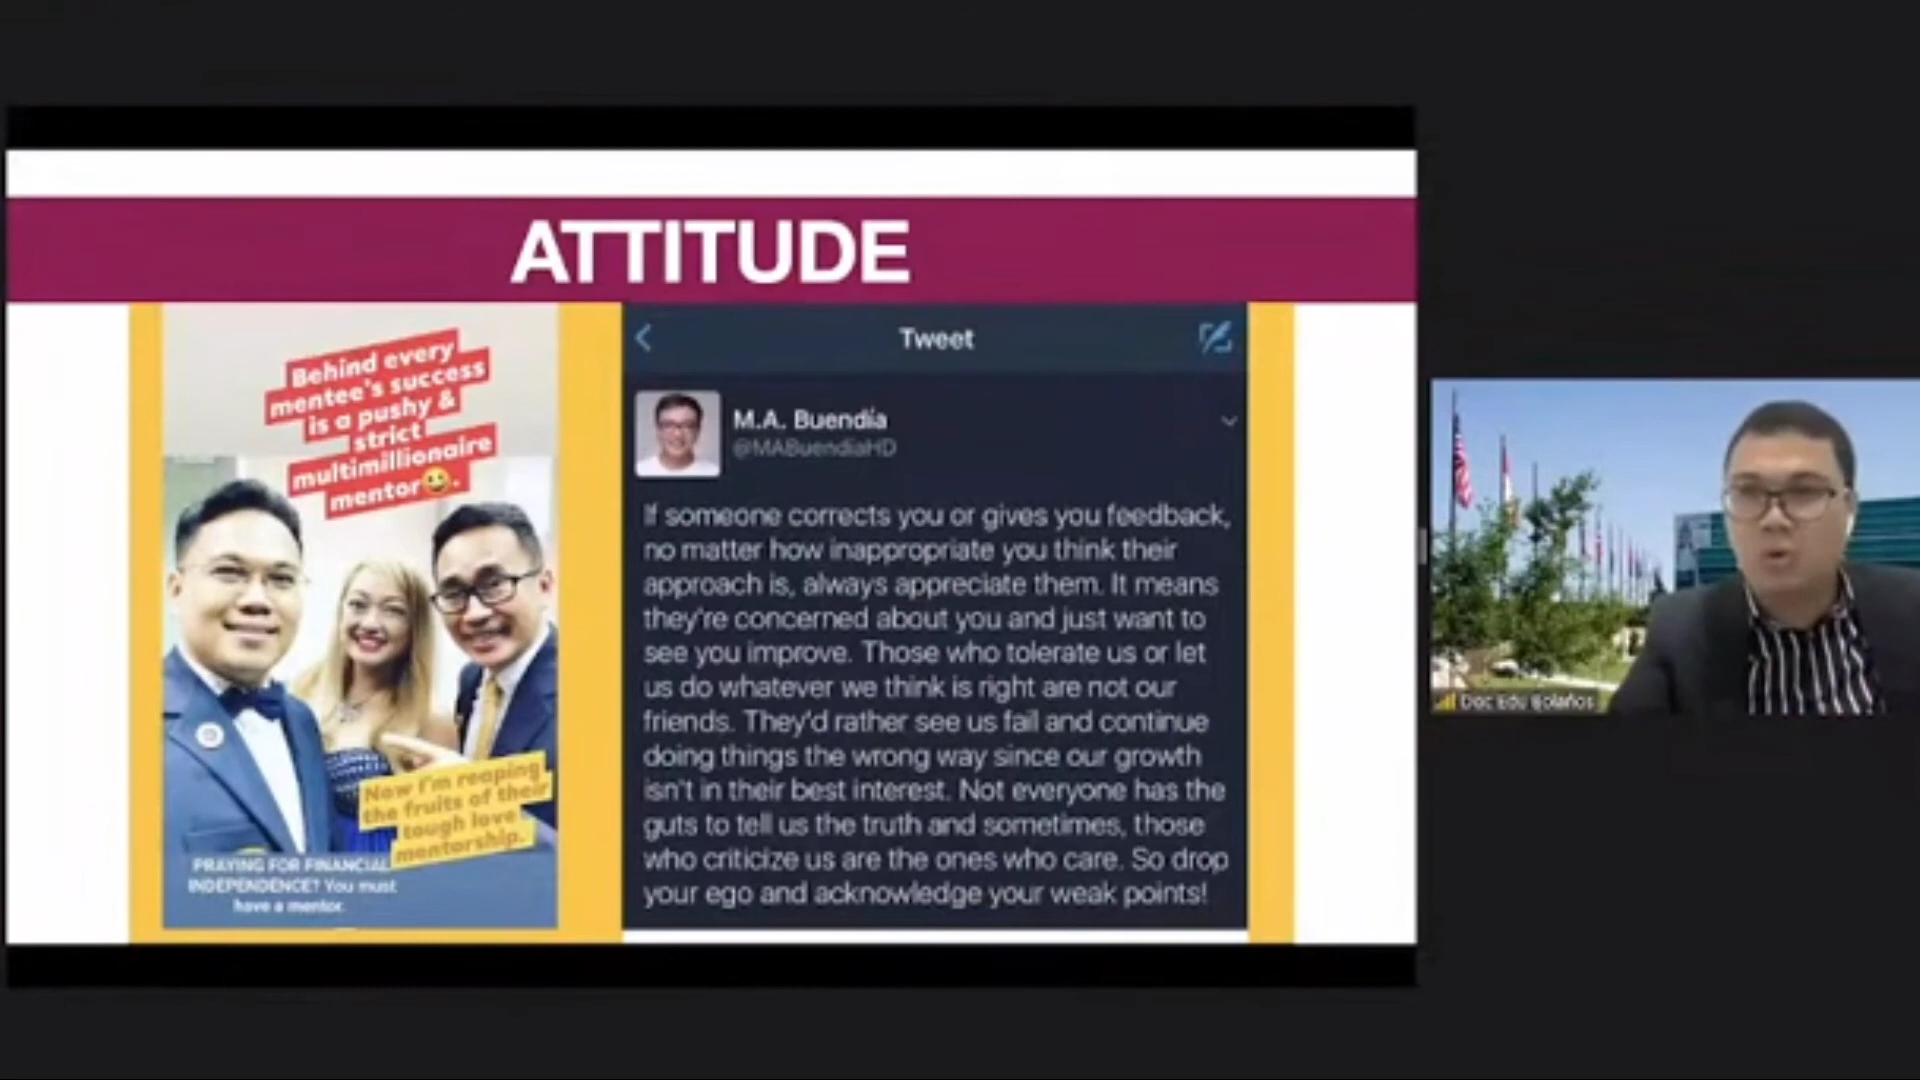 ATTITUDE
Behind every
mentee's success
is a pushy &
strict
multimillionaire
mentor
Now I'm reaping
the fruits of their
tough love
mentorship.
PRAYING FOR FINANCIAL
INDEPENDENCE? You must
have a mentor.
Tweet
M.A. Buendía
@MABuendiaHD
If someone corrects you or gives you feedback,
no matter how inappropriate you think their
approach is, always appreciate them. It means
they're concerned about you and just want to
see you improve. Those who tolerate us or let
us do whatever we think is right are not our
friends. They'd rather see us fail and continue
doing things the wrong way since our growth
isn't in their best interest. Not everyone has the
guts to tell us the truth and sometimes, those
who criticize us are the ones who care. So drop
your ego and acknowledge your weak points!
Doc Edu Bolaños